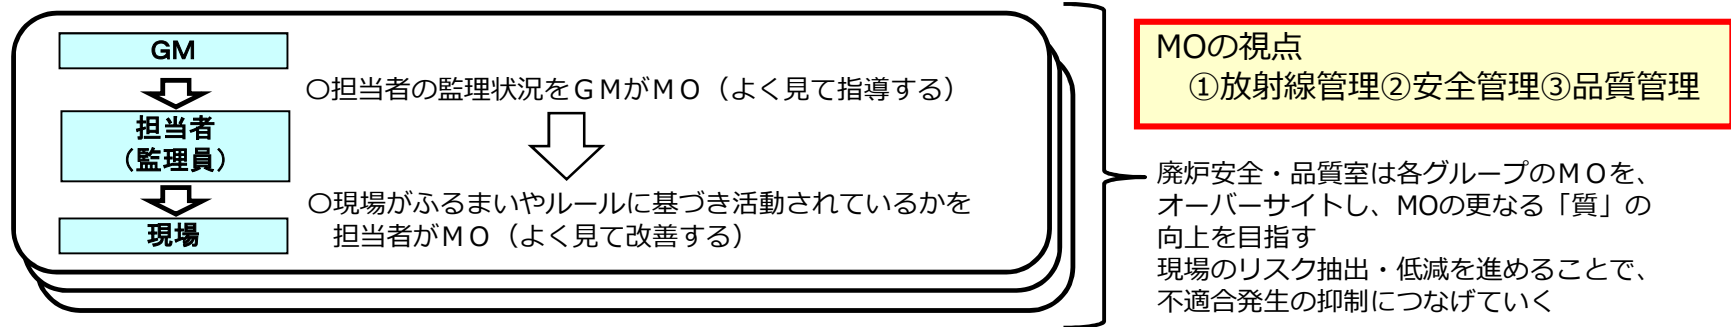 GM
担当者
（監理員）
現場
〇担当者の監理状況をＧＭがＭＯ（よく見て指導する）
〇現場がふるまいやルールに基づき活動されているかを
担当者がＭＯ（よく見て改善する）
MOの視点
①放射線管理②安全管理③品質管理
廃炉安全・品質室は各グループのＭＯを、
オーバーサイトし、MOの更なる「質」の
向上を目指す
現場のリスク抽出・低減を進めることで、
不適合発生の抑制につなげていく